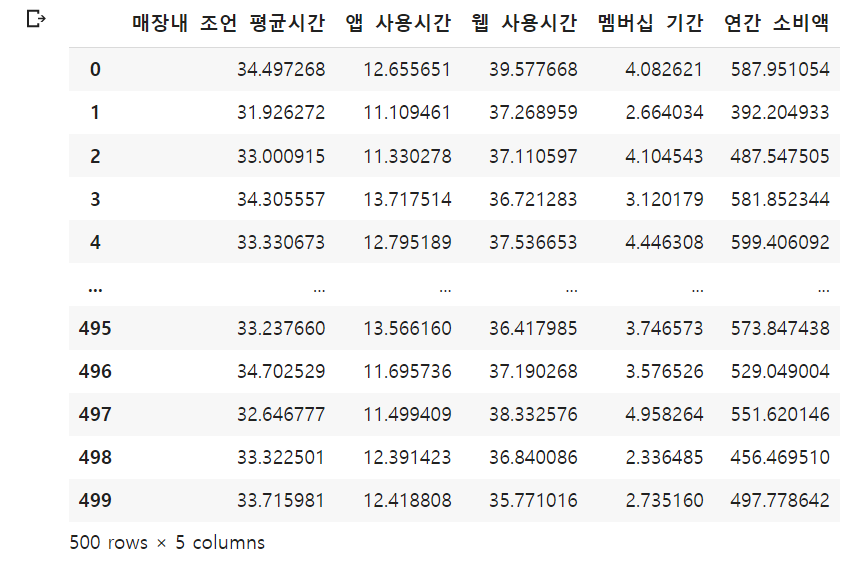 매장내 조언 평균시간 앱 사용시간 웹 사용시간 멤버십 기간 연간 소비액
0 34.497268 12.655651 39.577668 4.082621 587.951054
1 31.926272 11.109461 37.268959 2.664034 392.204933
2 33.000915 11.330278 37.110597 4.104543 487.547505
3 34.305557 13.717514 36.721283 3.120179 581.852344
4 33.330673 12.795189 37.536653 4.446308 599.406092
... ... ... ... ... ...
495 33.237660 13.566160 36.417985 3.746573 573.847438
496 34.702529 11.695736 37.190268 3.576526 529.049004
497 32.646777 11.499409 38.332576 4.958264 551.620146
498 33.322501 12.391423 36.840086 2.336485 456.469510
499 33.715981 12.418808 35.771016 2.735160 497.778642
500 rows × 5 columns